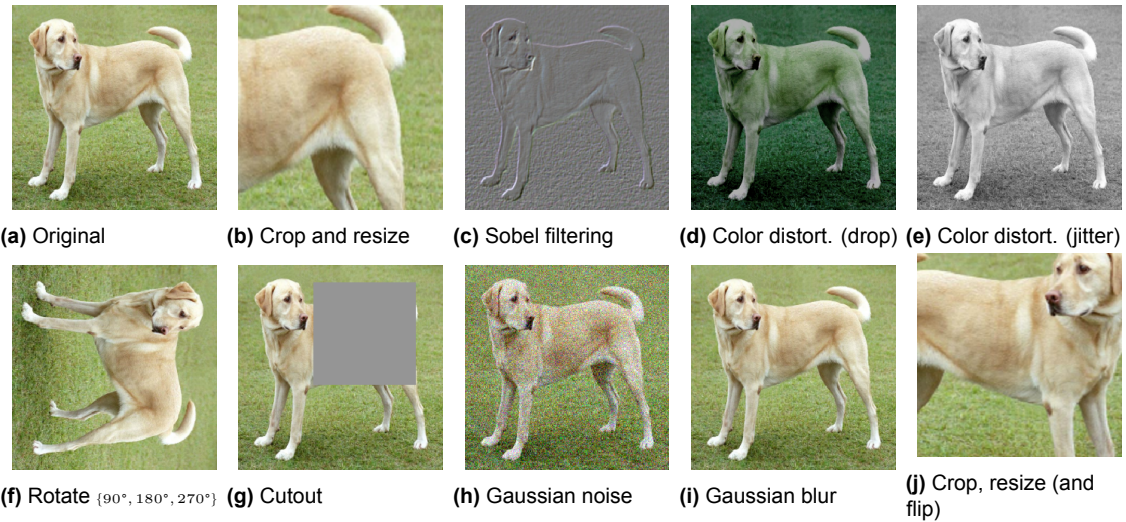 (a) Original
(b) Crop and resize
(c) Sobel filtering
(d) Color distort. (drop)
(e) Color distort. (jitter)
(f) Rotate {90°, 180°, 270°}
(g) Cutout
(h) Gaussian noise
(i) Gaussian blur
(j) Crop, resize (and
flip)